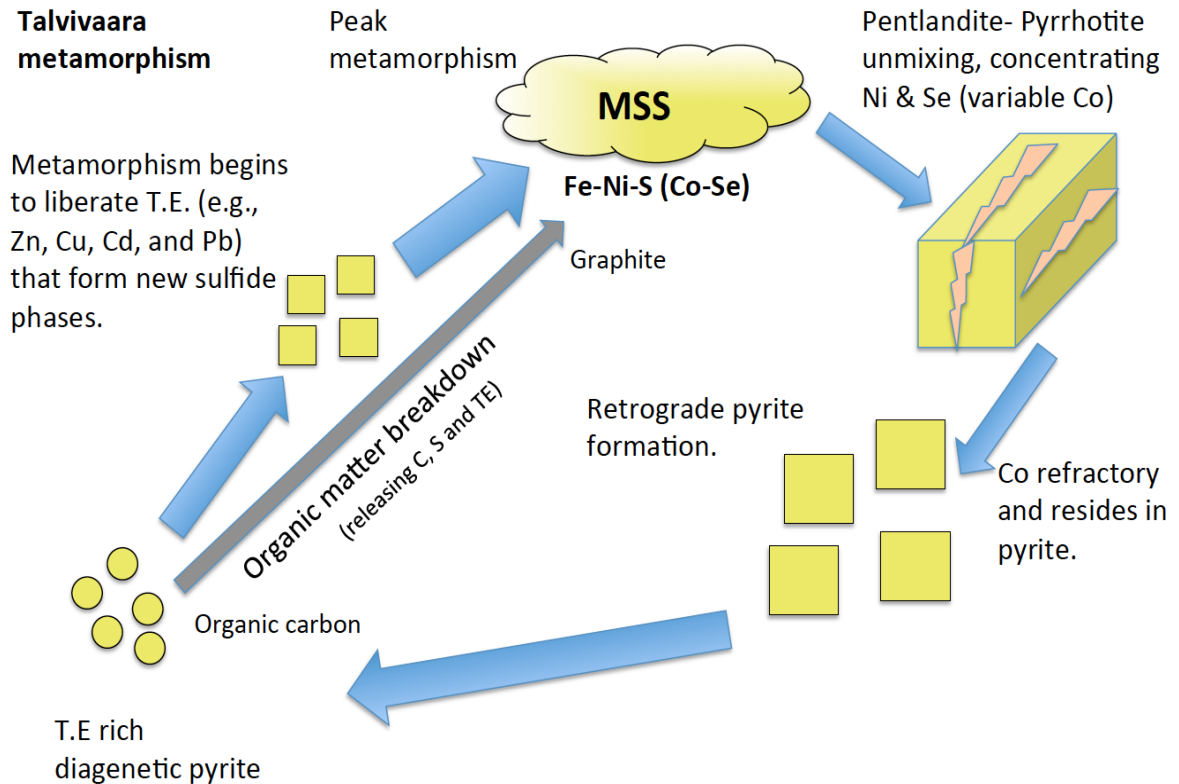 Talvivaara
metamorphism
Peak
metamorphism
MSS
Fe-Ni-S (Co-Se)
Pentlandite- Pyrrhotite
unmixing, concentrating
Ni & Se (variable Co)
Metamorphism begins
to liberate T.E. (e.g.,
Zn, Cu, Cd, and Pb)
that form new sulfide
phases.
Graphite
Organic matter breakdown
(releasing C, S and TE)
Retrograde pyrite
formation.
Co refractory
and resides in
pyrite.
Organic carbon
T.E rich
diagenetic pyrite